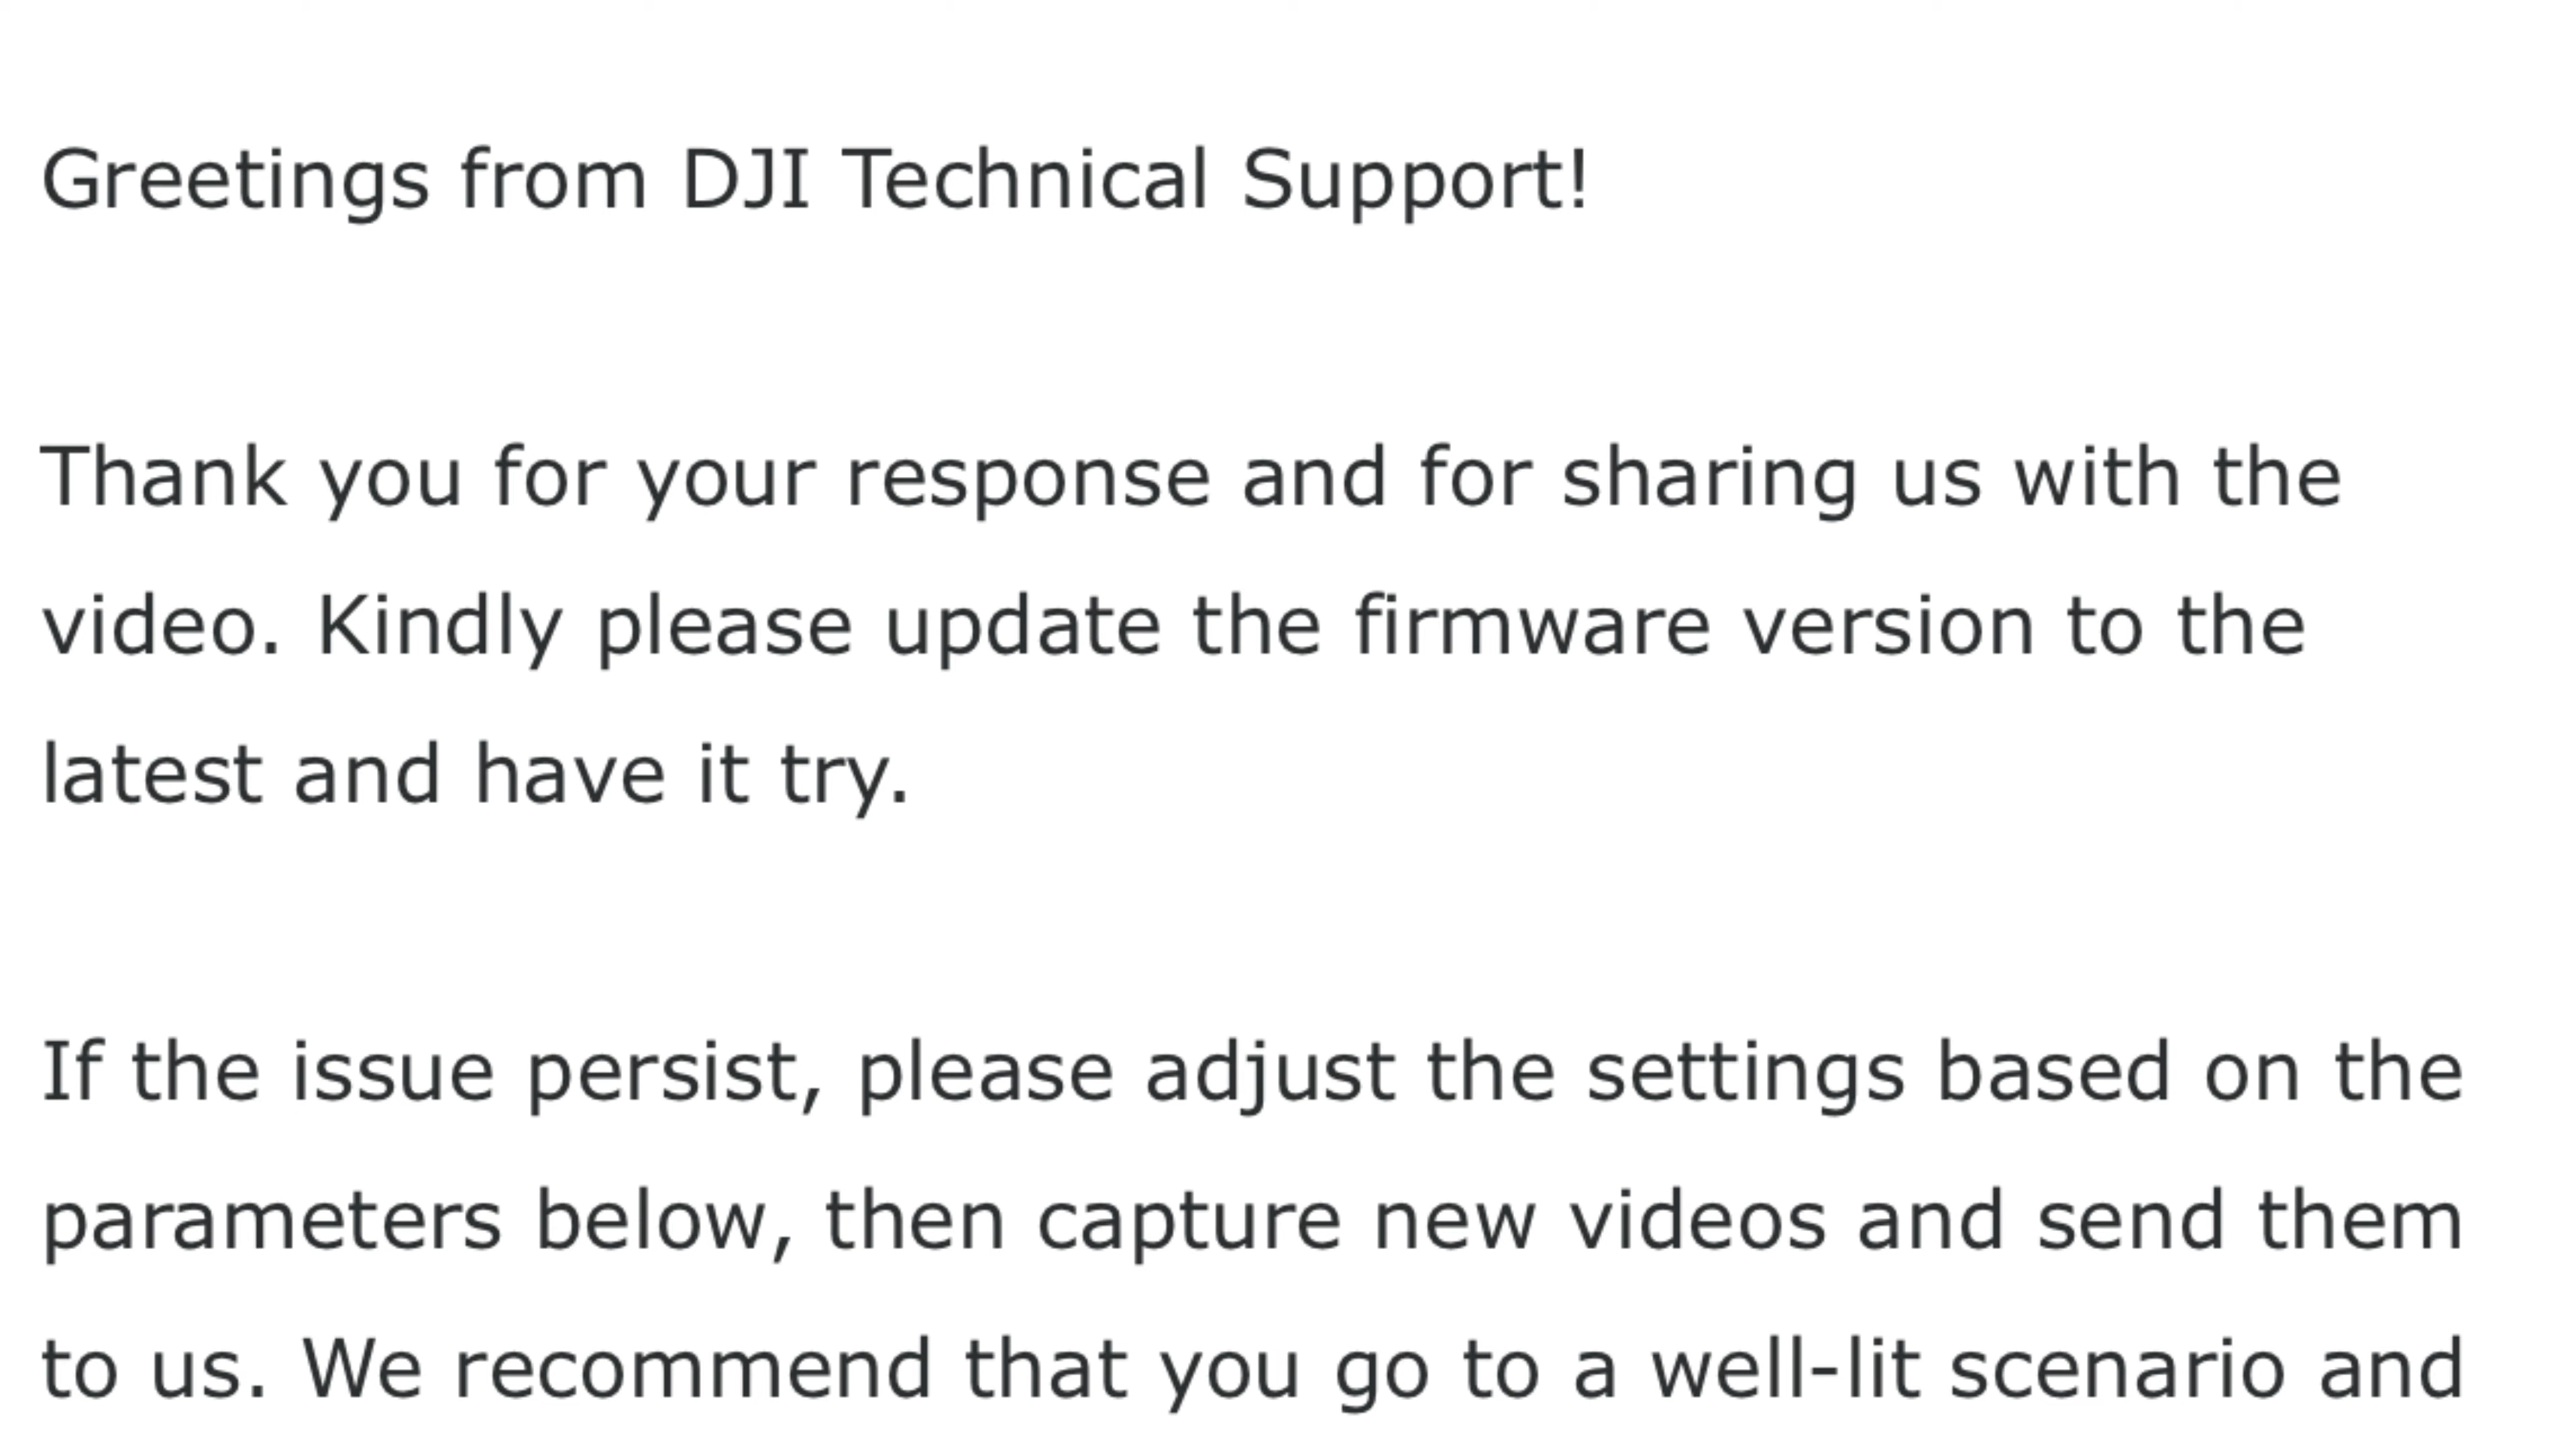 Greetings from DJI Technical Support!
Thank you for your response and for sharing us with the
video. Kindly please update the firmware version to the
latest and have it try.
If the issue persist, please adjust the settings based on the
parameters below, then capture new videos and send them
to us. We recommend that you go to a well-lit scenario and